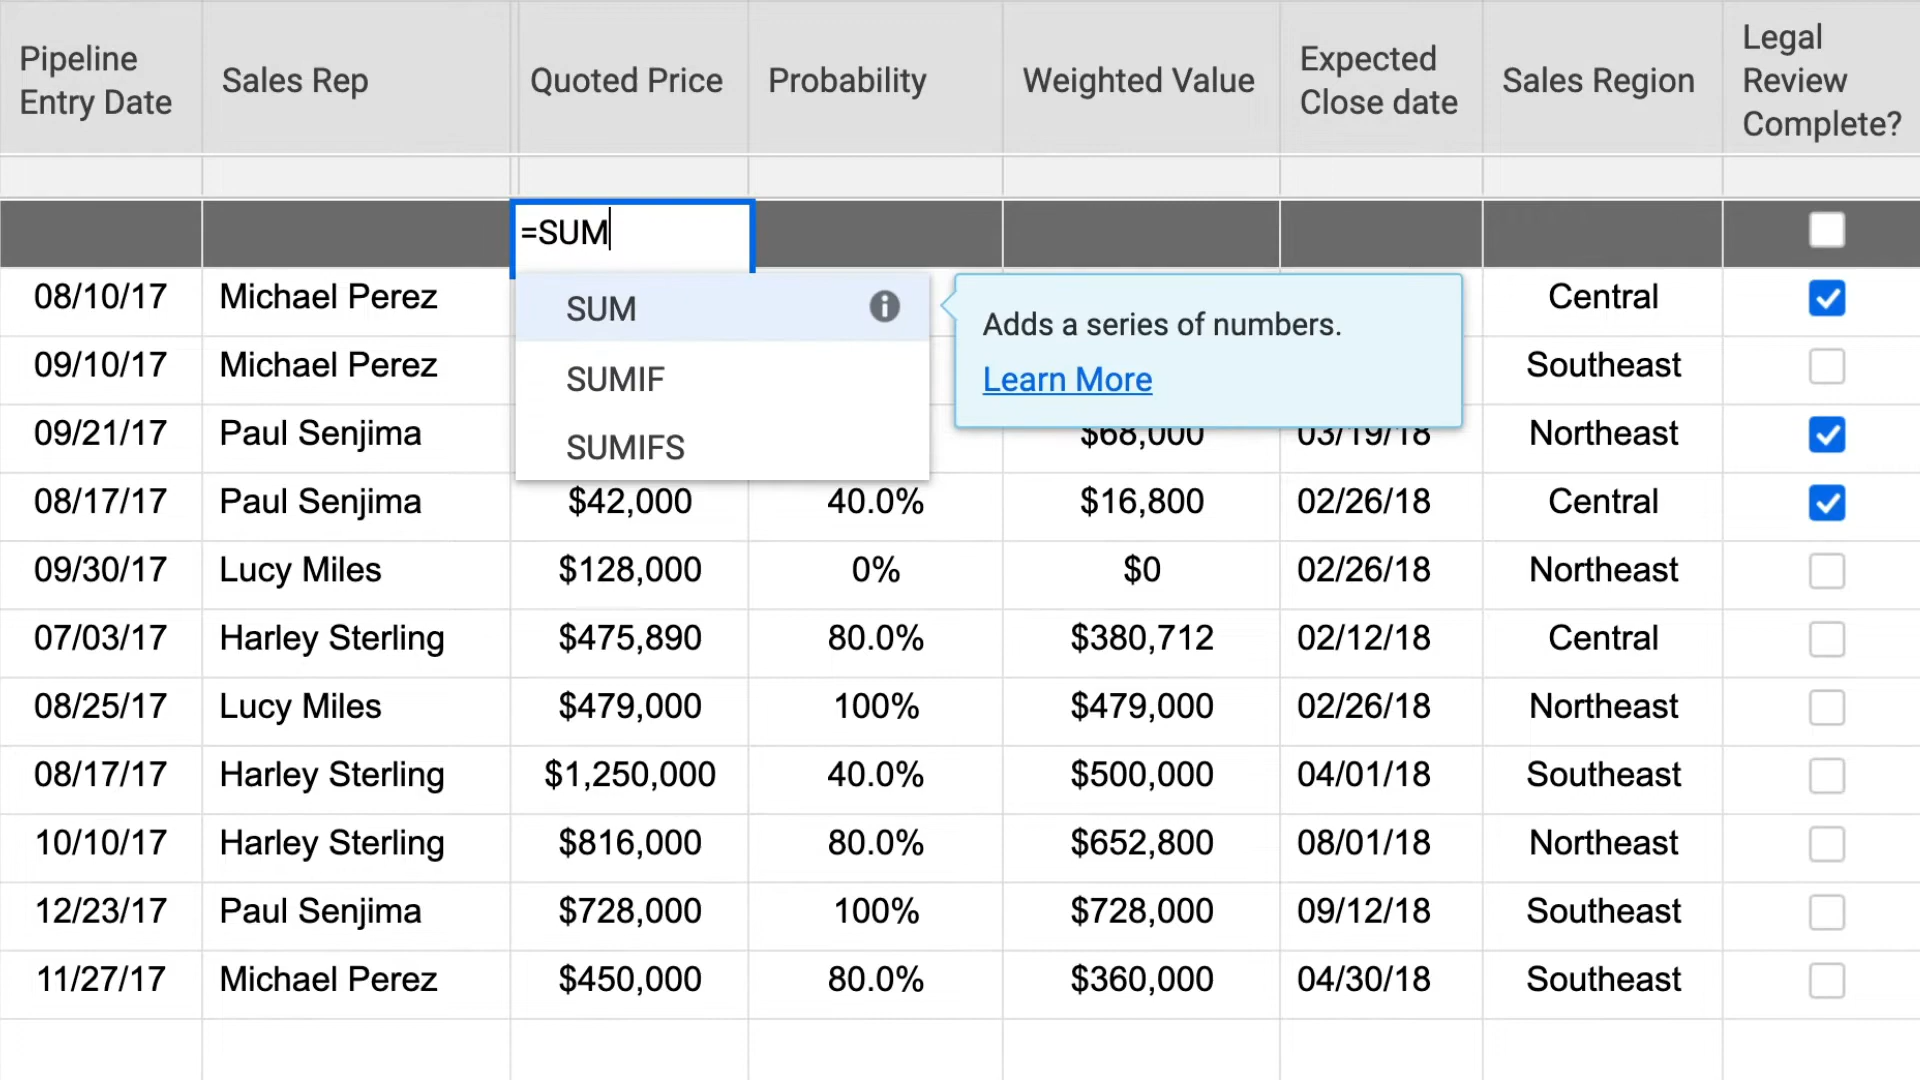 Pipeline Entry Date Sales Rep Quoted Price Probability Weighted Value Expected Close date Sales Region Legal Review Complete?
=SUM
SUM
SUMIF
SUMIFS
Adds a series of numbers.
Learn More
08/10/17 Michael Perez Central
09/10/17 Michael Perez Southeast
09/21/17 Paul Senjima $68,000 03/19/18 Northeast
08/17/17 Paul Senjima $42,000 40.0% $16,800 02/26/18 Central
09/30/17 Lucy Miles $128,000 0% $0 02/26/18 Northeast
07/03/17 Harley Sterling $475,890 80.0% $380,712 02/12/18 Central
08/25/17 Lucy Miles $479,000 100% $479,000 02/26/18 Northeast
08/17/17 Harley Sterling $1,250,000 40.0% $500,000 04/01/18 Southeast
10/10/17 Harley Sterling $816,000 80.0% $652,800 08/01/18 Northeast
12/23/17 Paul Senjima $728,000 100% $728,000 09/12/18 Southeast
11/27/17 Michael Perez $450,000 80.0% $360,000 04/30/18 Southeast